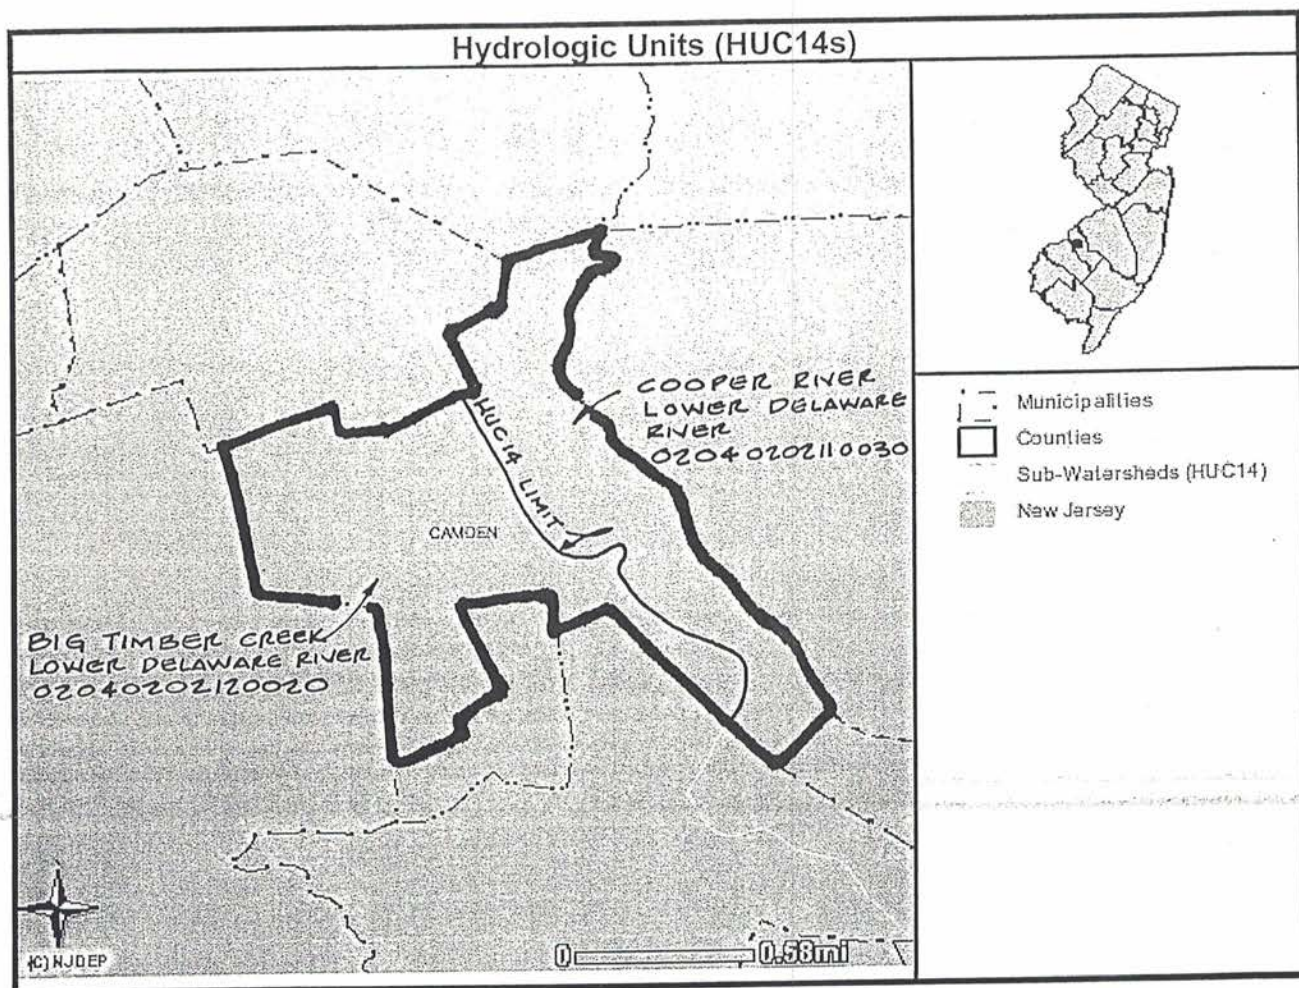 Hydrologic Units (HUC14s)
COOPER RIVER
LOWER DELAWARE
RIVER
02040202110030
HUC14 LIMIT
CAMDEN
BIG TIMBER CREEK
LOWER DELAWARE RIVER
02040202120020
(C) NJDEP
0 0.58mi
Municipalities
Counties
Sub-Watersheds (HUC14)
New Jersey